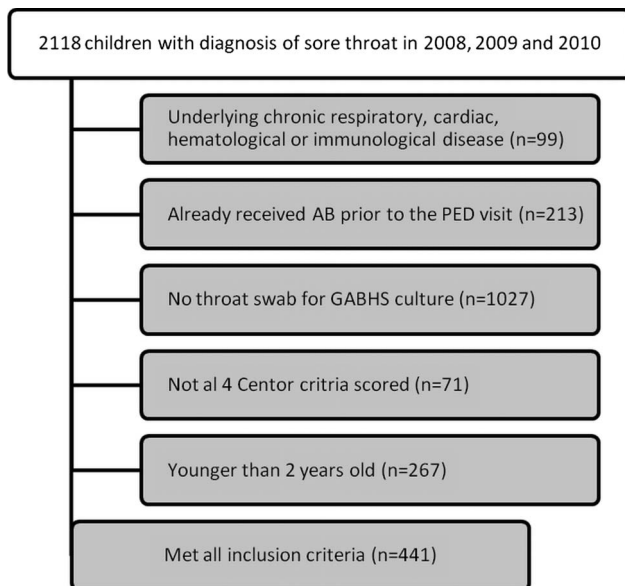 2118 children with diagnosis of sore throat in 2008, 2009 and 2010
Underlying chronic respiratory, cardiac,
hematological or immunological disease (n=99)
Already received AB prior to the PED visit (n=213)
No throat swab for GABHS culture (n=1027)
Not al 4 Centor critria scored (n=71)
Younger than 2 years old (n=267)
Met all inclusion criteria (n=441)